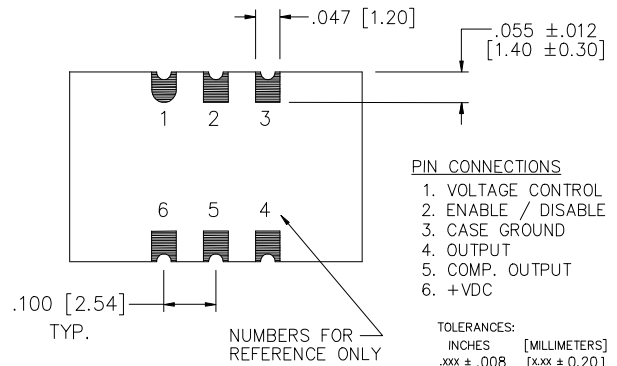 .047 [1.20]
.055 ±.012
[1.40 ±0.30]
1 2 3
6 5 4
.100 [2.54]
TYP.
NUMBERS FOR
REFERENCE ONLY
PIN CONNECTIONS
1. VOLTAGE CONTROL
2. ENABLE / DISABLE
3. CASE GROUND
4. OUTPUT
5. COMP. OUTPUT
6. +VDC
TOLERANCES:
INCHES [MILLIMETERS]
.xxx ± .008 [x.xx ± 0.20]